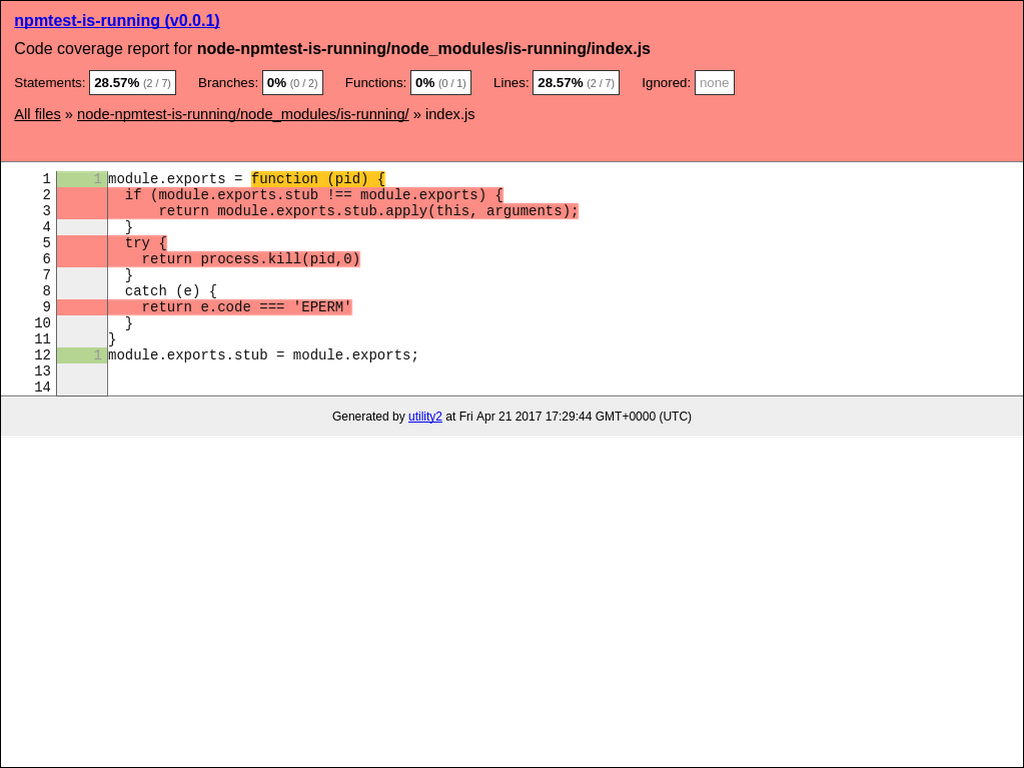 npmtest-is-running (v0.0.1)
Code coverage report for node-npmtest-is-running/node_modules/is-running/index.js
Statements: 28.57% (2 / 7) Branches: 0% (0 / 2) Functions: 0% (0 / 1) Lines: 28.57% (2 / 7) Ignored: none
All files » node-npmtest-is-running/node_modules/is-running/ » index.js
1 1 module.exports = function (pid) {
2 if (module.exports.stub !== module.exports) {
3 return module.exports.stub.apply(this, arguments);
4 }
5 try {
6 return process.kill(pid,0)
7 }
8 catch (e) {
9 return e.code === 'EPERM'
10 }
11 }
12 1 module.exports.stub = module.exports;
13
14
Generated by utility2 at Fri Apr 21 2017 17:29:44 GMT+0000 (UTC)